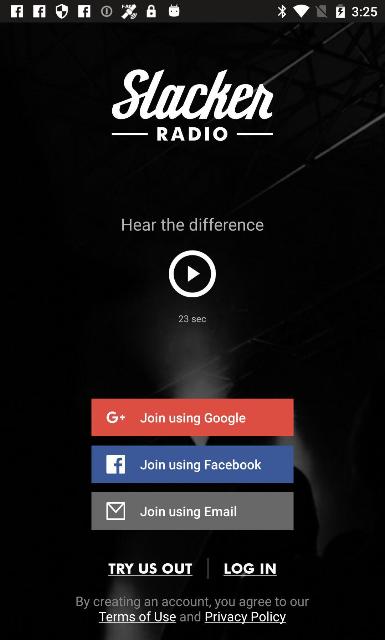 3:25
Slacker
RADIO
Hear the difference
23 sec
G+ Join using Google
f Join using Facebook
Join using Email
TRY US OUT | LOG IN
By creating an account, you agree to our
Terms of Use and Privacy Policy